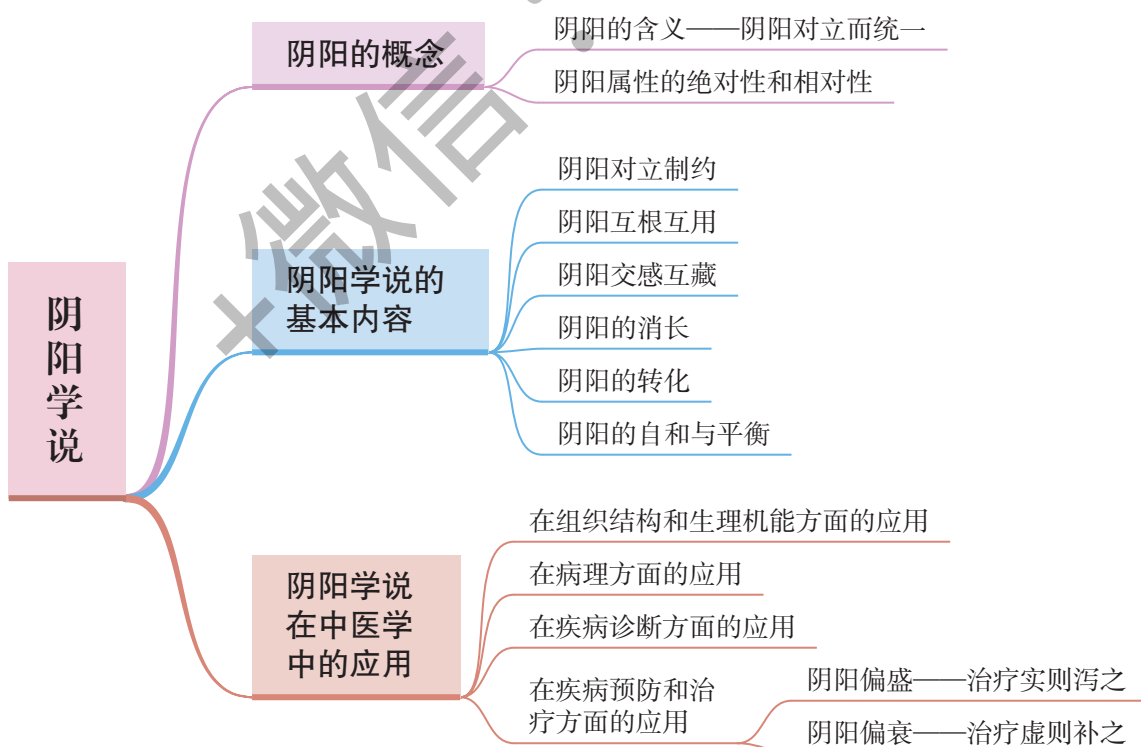 阴阳学说
阴阳的概念
阴阳的含义——阴阳对立而统一
阴阳属性的绝对性和相对性
阴阳学说的
基本内容
阴阳对立制约
阴阳互根互用
阴阳交感互藏
阴阳的消长
阴阳的转化
阴阳的自和与平衡
阴阳学说
在中医学
中的应用
在组织结构和生理机能方面的应用
在病理方面的应用
在疾病诊断方面的应用
在疾病预防和治
疗方面的应用
阴阳偏盛——治疗实则泻之
阴阳偏衰——治疗虚则补之
+微信: